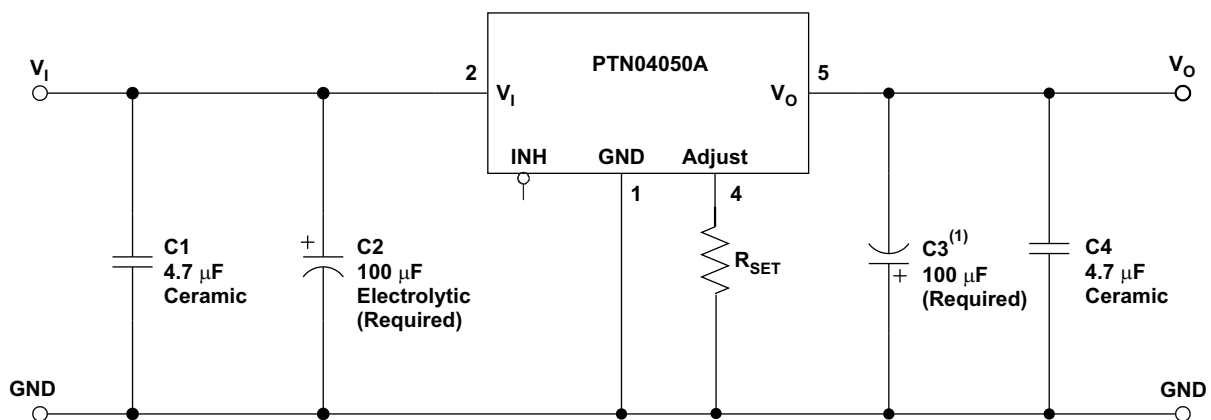 PTN04050A
V_I
2
V_I
V_O
5
V_O
INH
GND
Adjust
1
4
+
C1
4.7 μF
Ceramic
C2
100 μF
Electrolytic
(Required)
R_SET
C3^(1)
100 μF
(Required)
+
C4
4.7 μF
Ceramic
GND
GND